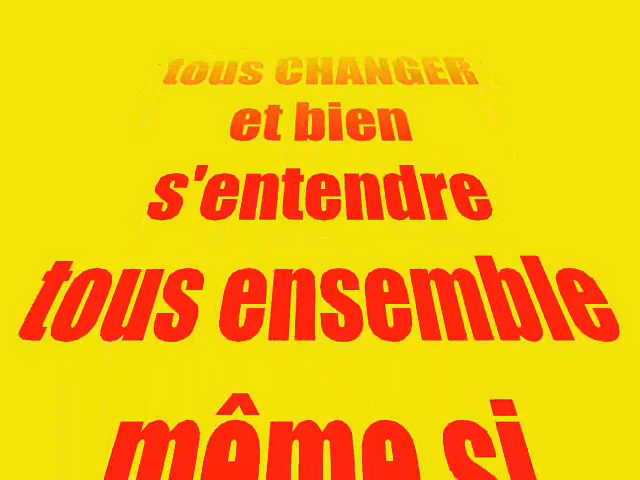 tous CHANGER
et bien
s'entendre
tous ensemble
même si